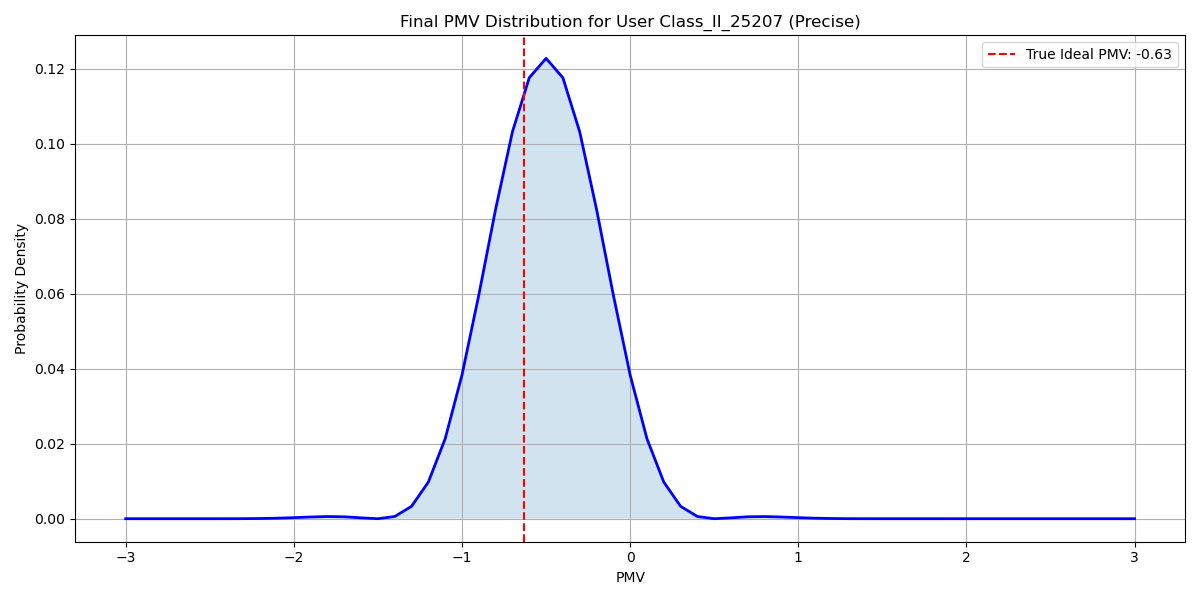 Final PMV Distribution for User Class_II_25207 (Precise)
True Ideal PMV: -0.63
Probability Density
0.12
0.10
0.08
0.06
0.04
0.02
0.00
−3 −2 −1 0 1 2 3
PMV